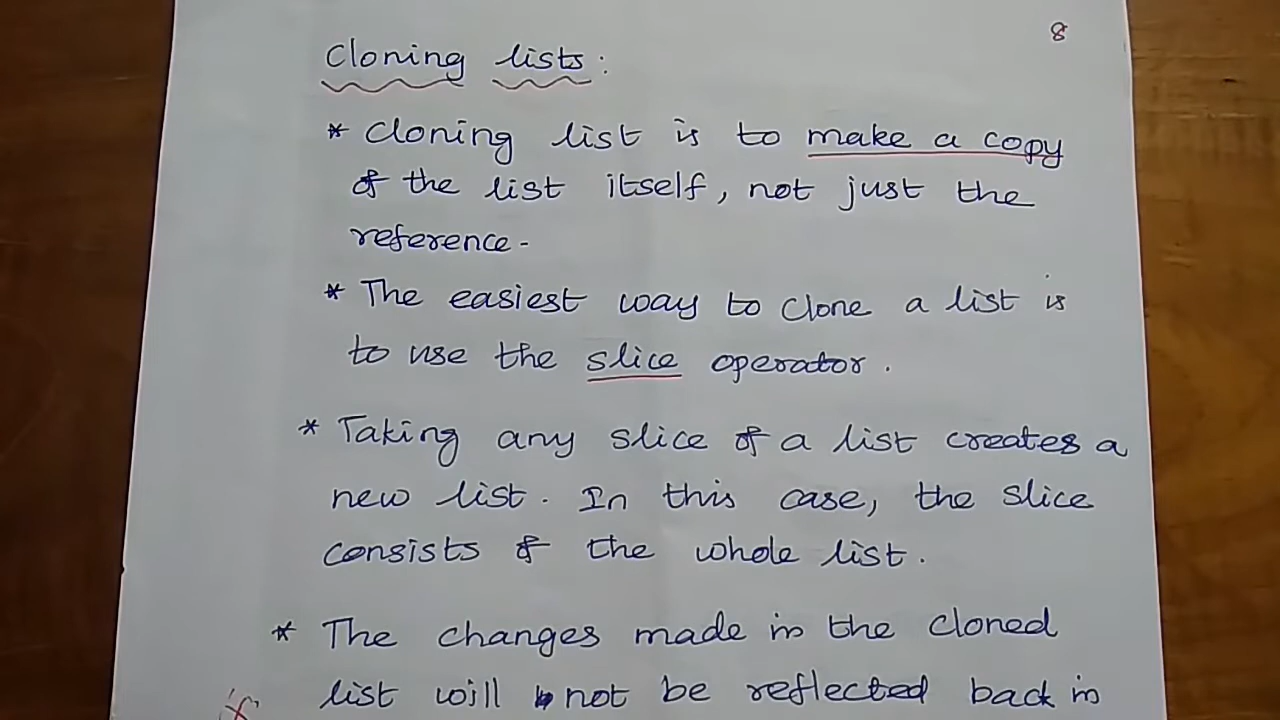 8
Cloning lists:
* Cloning list is to make a copy
of the list itself, not just the
reference.
* The easiest way to clone a list is
to use the slice operator.
* Taking any slice of a list creates a
new list. In this case, the slice
consists of the whole list.
* The changes made in the cloned
list will not be reflected back in